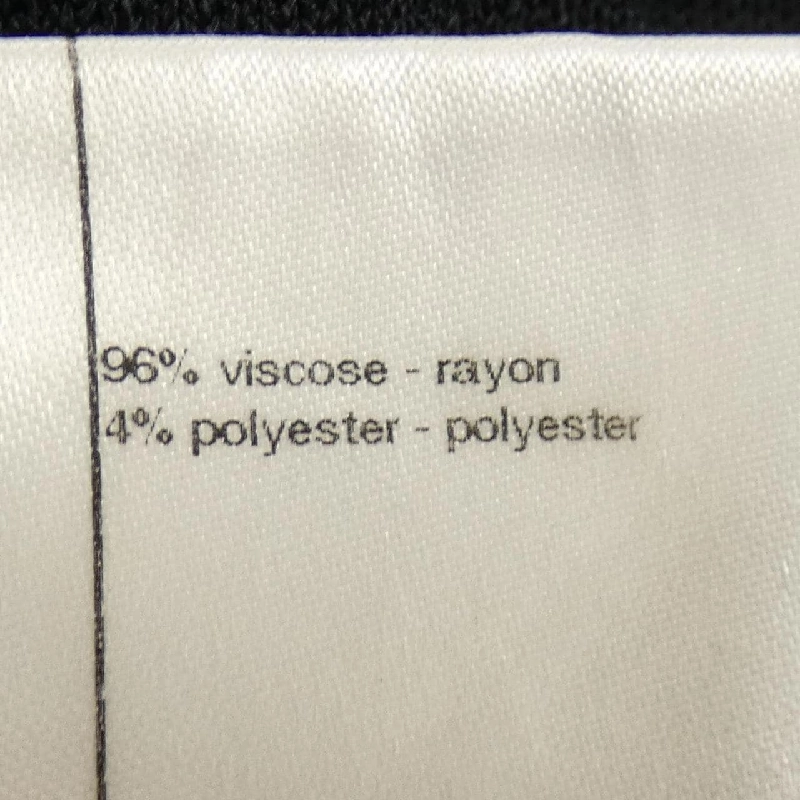 96% viscose - rayon
4% polyester - polyester